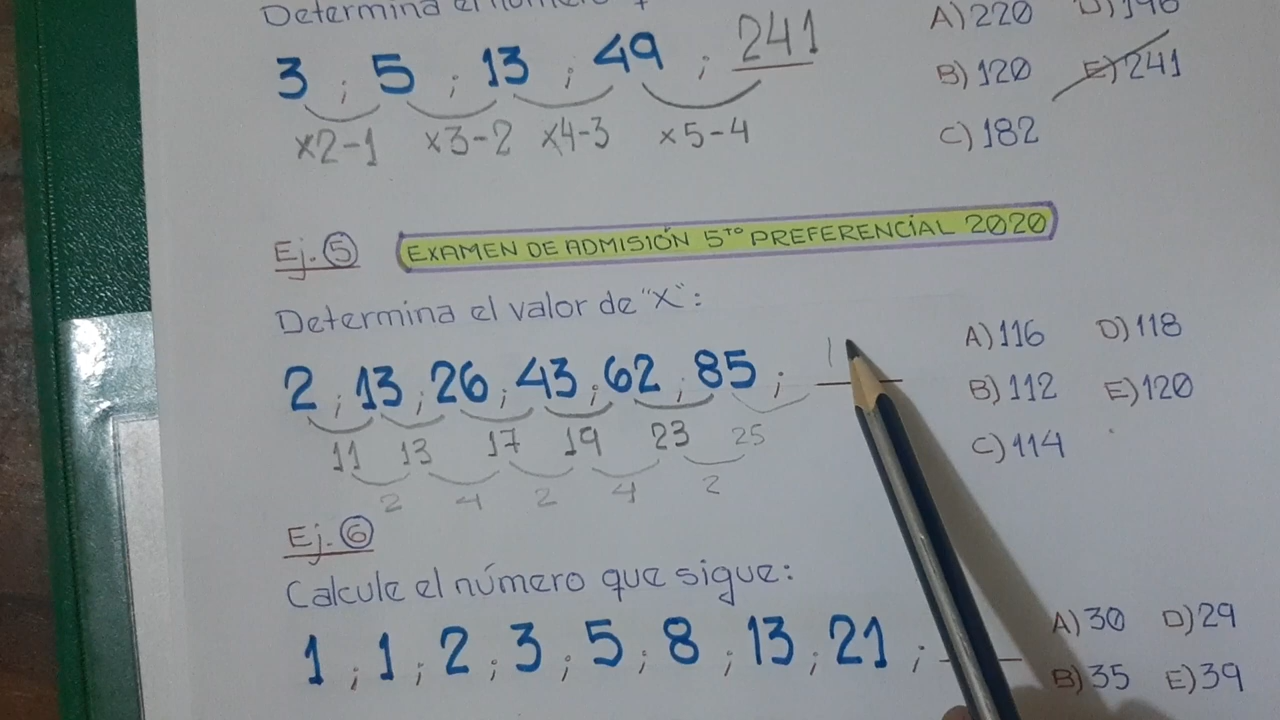 Determina el número
A) 220
3 ; 5 ; 13 ; 49 ; 241
B) 120 E) 241
×2-1 ×3-2 ×4-3 ×5-4
C) 182
Ej. 5 EXAMEN DE ADMISIÓN 5TO PREFERENCIAL 2020
Determina el valor de "X":
A) 116 D) 118
2 ; 13 ; 26 ; 43 ; 62 ; 85 ;
B) 112 E) 120
11 13 17 19 23 25
C) 114
2 4 2 4 2
Ej. 6
Calcule el número que sigue:
A) 30 D) 29
1 ; 1 ; 2 ; 3 ; 5 ; 8 ; 13 ; 21 ;
B) 35 E) 39